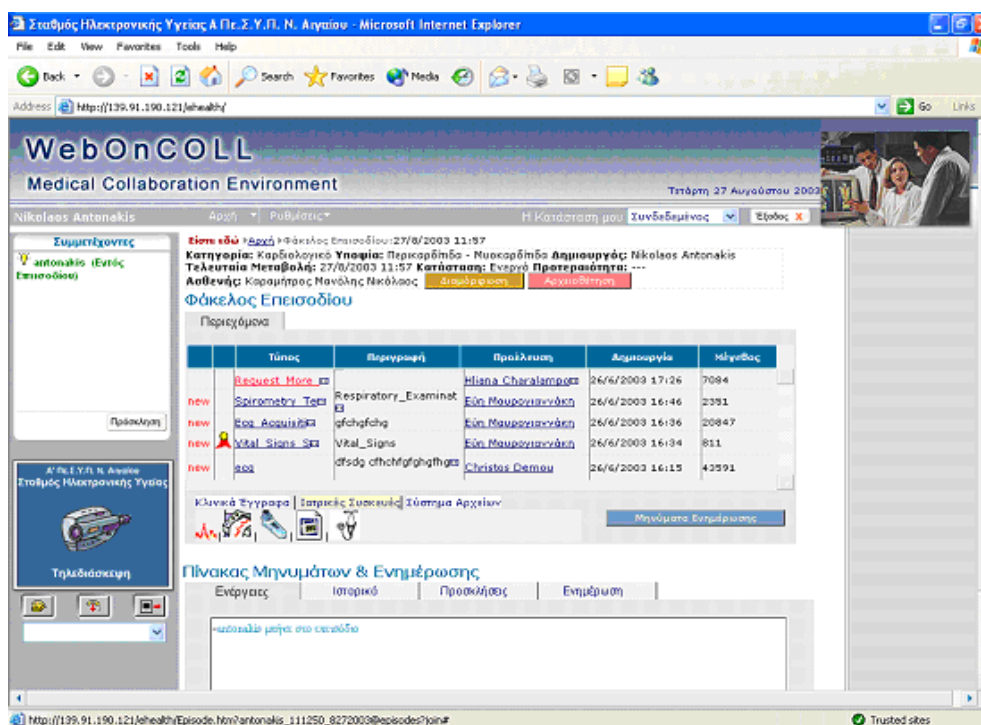 Σταθμός Ηλεκτρονικής Υγείας Α Πε.Σ.Υ.Π. Ν. Αιγαίου - Microsoft Internet Explorer
File Edit View Favorites Tools Help
Back Search Favorites Media
Address http://139.91.190.121/ehealth/ Go Links
WebOnCOLL
Medical Collaboration Environment
Τετάρτη 27 Αυγούστου 2003
Nikolaos Antonakis Αρχή Ρυθμίσεις Η Κατάσταση μου Συνδεδεμένος Έξοδος X
Συμμετέχοντες
antonakis (Εντός Επεισοδίου)
Πρόσκληση
Είστε εδώ Αρχή Φάκελος Επεισοδίου:27/8/2003 11:57
Κατηγορία: Καρδιολογικό Υποψία: Περικαρδίτιδα - Μυοκαρδίτιδα Δημιουργός: Nikolaos Antonakis
Τελευταία Μεταβολή: 27/8/2003 11:57 Κατάσταση: Ενεργό Προτεραιότητα: ---
Ασθενής: Καραμήτρος Μανόλης Νικόλαος Διαμόρφωση Αρχειοθέτηση
Φάκελος Επεισοδίου
Περιεχόμενα
Τύπος Περιγραφή Προέλευση Δημιουργία Μέγεθος
Request More Hliana Charalampo 26/6/2003 17:26 7084
new Spirometry Te Respiratory_Examinat Εύη Μαυρογιαννάκη 26/6/2003 16:46 2351
new Ecg Acquisiti gfchgfchg Εύη Μαυρογιαννάκη 26/6/2003 16:36 20847
new Vital Signs S Vital_Signs Εύη Μαυρογιαννάκη 26/6/2003 16:34 811
new ecg dfsdg cfhchfgfghgfhg Christos Demou 26/6/2003 16:15 43591
Κλινικά Έγγραφα Ιατρικές Συσκευές Σύστημα Αρχείων
Μηνύματα Ενημέρωσης
Α' Πε.Σ.Υ.Π. Ν. Αιγαίου
Σταθμός Ηλεκτρονικής Υγείας
Τηλεδιάσκεψη
Πίνακας Μηνυμάτων & Ενημέρωσης
Ενέργειες Ιστορικό Προσκλήσεις Ενημέρωση
-antonakis μπήκε στο επεισόδιο
http://139.91.190.121/ehealth/Episode.htm?antonakis_111250_8272003@episodes?join# Trusted sites